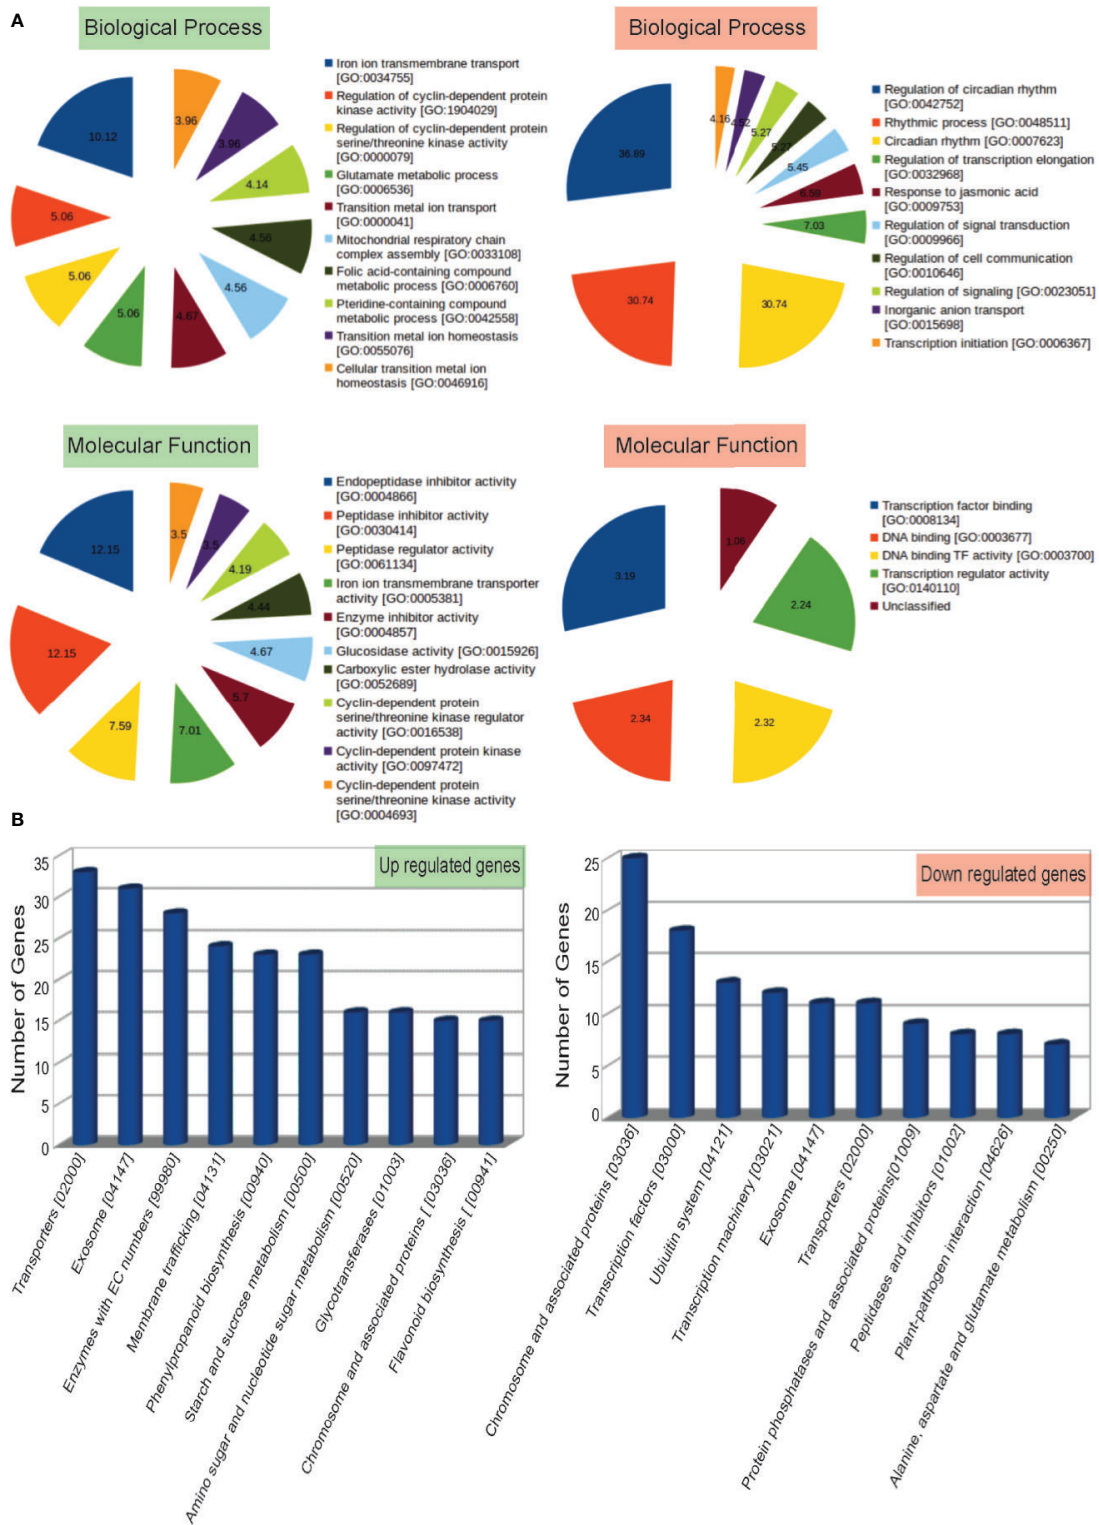 A
Biological Process
10.12
5.06
5.06
5.06
4.67
4.56
4.56
4.14
3.96
3.96
Iron ion transmembrane transport
[GO:0034755]
Regulation of cyclin-dependent protein
kinase activity [GO:1904029]
Regulation of cyclin-dependent protein
serine/threonine kinase activity
[GO:0000079]
Glutamate metabolic process
[GO:0006536]
Transition metal ion transport
[GO:0000041]
Mitochondrial respiratory chain
complex assembly [GO:0033108]
Folic acid-containing compound
metabolic process [GO:0006760]
Pteridine-containing compound
metabolic process [GO:0042558]
Transition metal ion homeostasis
[GO:0055076]
Cellular transition metal ion
homeostasis [GO:0046916]
Biological Process
36.89
30.74
30.74
7.03
6.59
5.45
5.27
5.27
4.52
4.16
Regulation of circadian rhythm
[GO:0042752]
Rhythmic process [GO:0048511]
Circadian rhythm [GO:0007623]
Regulation of transcription elongation
[GO:0032968]
Response to jasmonic acid
[GO:0009753]
Regulation of signal transduction
[GO:0009966]
Regulation of cell communication
[GO:0010646]
Regulation of signaling [GO:0023051]
Inorganic anion transport
[GO:0015698]
Transcription initiation [GO:0006367]
Molecular Function
12.15
12.15
7.59
7.01
5.7
4.67
4.44
4.19
3.5
3.5
Endopeptidase inhibitor activity
[GO:0004866]
Peptidase inhibitor activity
[GO:0030414]
Peptidase regulator activity
[GO:0061134]
Iron ion transmembrane transporter
activity [GO:0005381]
Enzyme inhibitor activity
[GO:0004857]
Glucosidase activity [GO:0015926]
Carboxylic ester hydrolase activity
[GO:0052689]
Cyclin-dependent protein
serine/threonine kinase regulator
activity [GO:0016538]
Cyclin-dependent protein kinase
activity [GO:0097472]
Cyclin-dependent protein
serine/threonine kinase activity
[GO:0004693]
Molecular Function
3.19
2.34
2.32
2.24
1.06
Transcription factor binding
[GO:0008134]
DNA binding [GO:0003677]
DNA binding TF activity [GO:0003700]
Transcription regulator activity
[GO:0140110]
Unclassified
B
Up regulated genes
Number of Genes
35
30
25
20
15
10
5
0
Transporters [02000]
Exosome [04147]
Enzymes with EC numbers [99980]
Membrane trafficking [04131]
Phenylpropanoid biosynthesis [00940]
Starch and sucrose metabolism [00500]
Amino sugar and nucleotide sugar metabolism [00520]
Glycotransferases [01003]
Chromosome and associated proteins [ [03036]
Flavonoid biosynthesis [ [00941]
Down regulated genes
Number of Genes
25
20
15
10
5
0
Chromosome and associated proteins [03036]
Transcription factors [03000]
Ubiuitin system [04121]
Transcription machinery [03021]
Exosome [04147]
Transporters [02000]
Protein phosphatases and associated proteins[01009]
Peptidases and inhibitors [01002]
Plant-pathogen interaction [04626]
Alanine, aspartate and glutamate metabolism [00250]